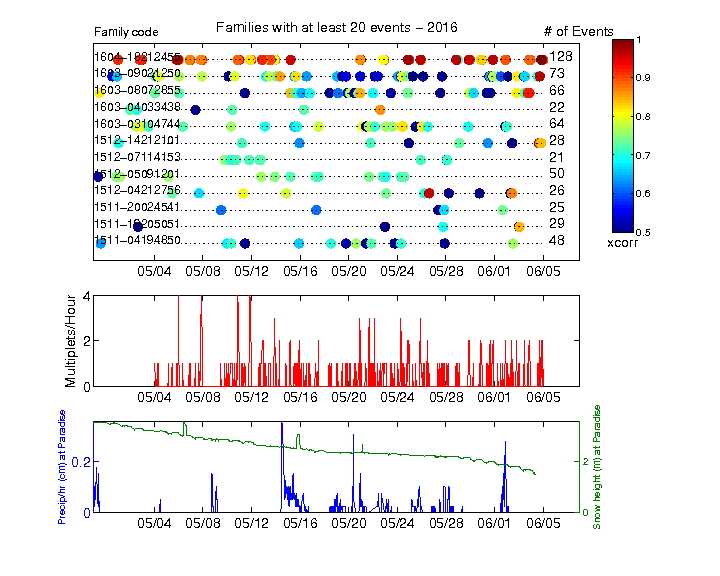 Families with at least 20 events – 2016
Family code
# of Events
1604–18212455 128
1603–09021250 73
1603–08072855 66
1603–04033438 22
1603–03104744 64
1512–14212101 28
1512–07114153 21
1512–05091201 50
1512–04212756 26
1511–20024541 25
1511–18205051 29
1511–04194850 48
05/04 05/08 05/12 05/16 05/20 05/24 05/28 06/01 06/05
1
0.9
0.8
0.7
0.6
0.5
xcorr
Multiplets/Hour
4
2
0
05/04 05/08 05/12 05/16 05/20 05/24 05/28 06/01 06/05
Precip/hr (cm) at Paradise
0.2
0
2
0
Snow height (m) at Paradise
05/04 05/08 05/12 05/16 05/20 05/24 05/28 06/01 06/05